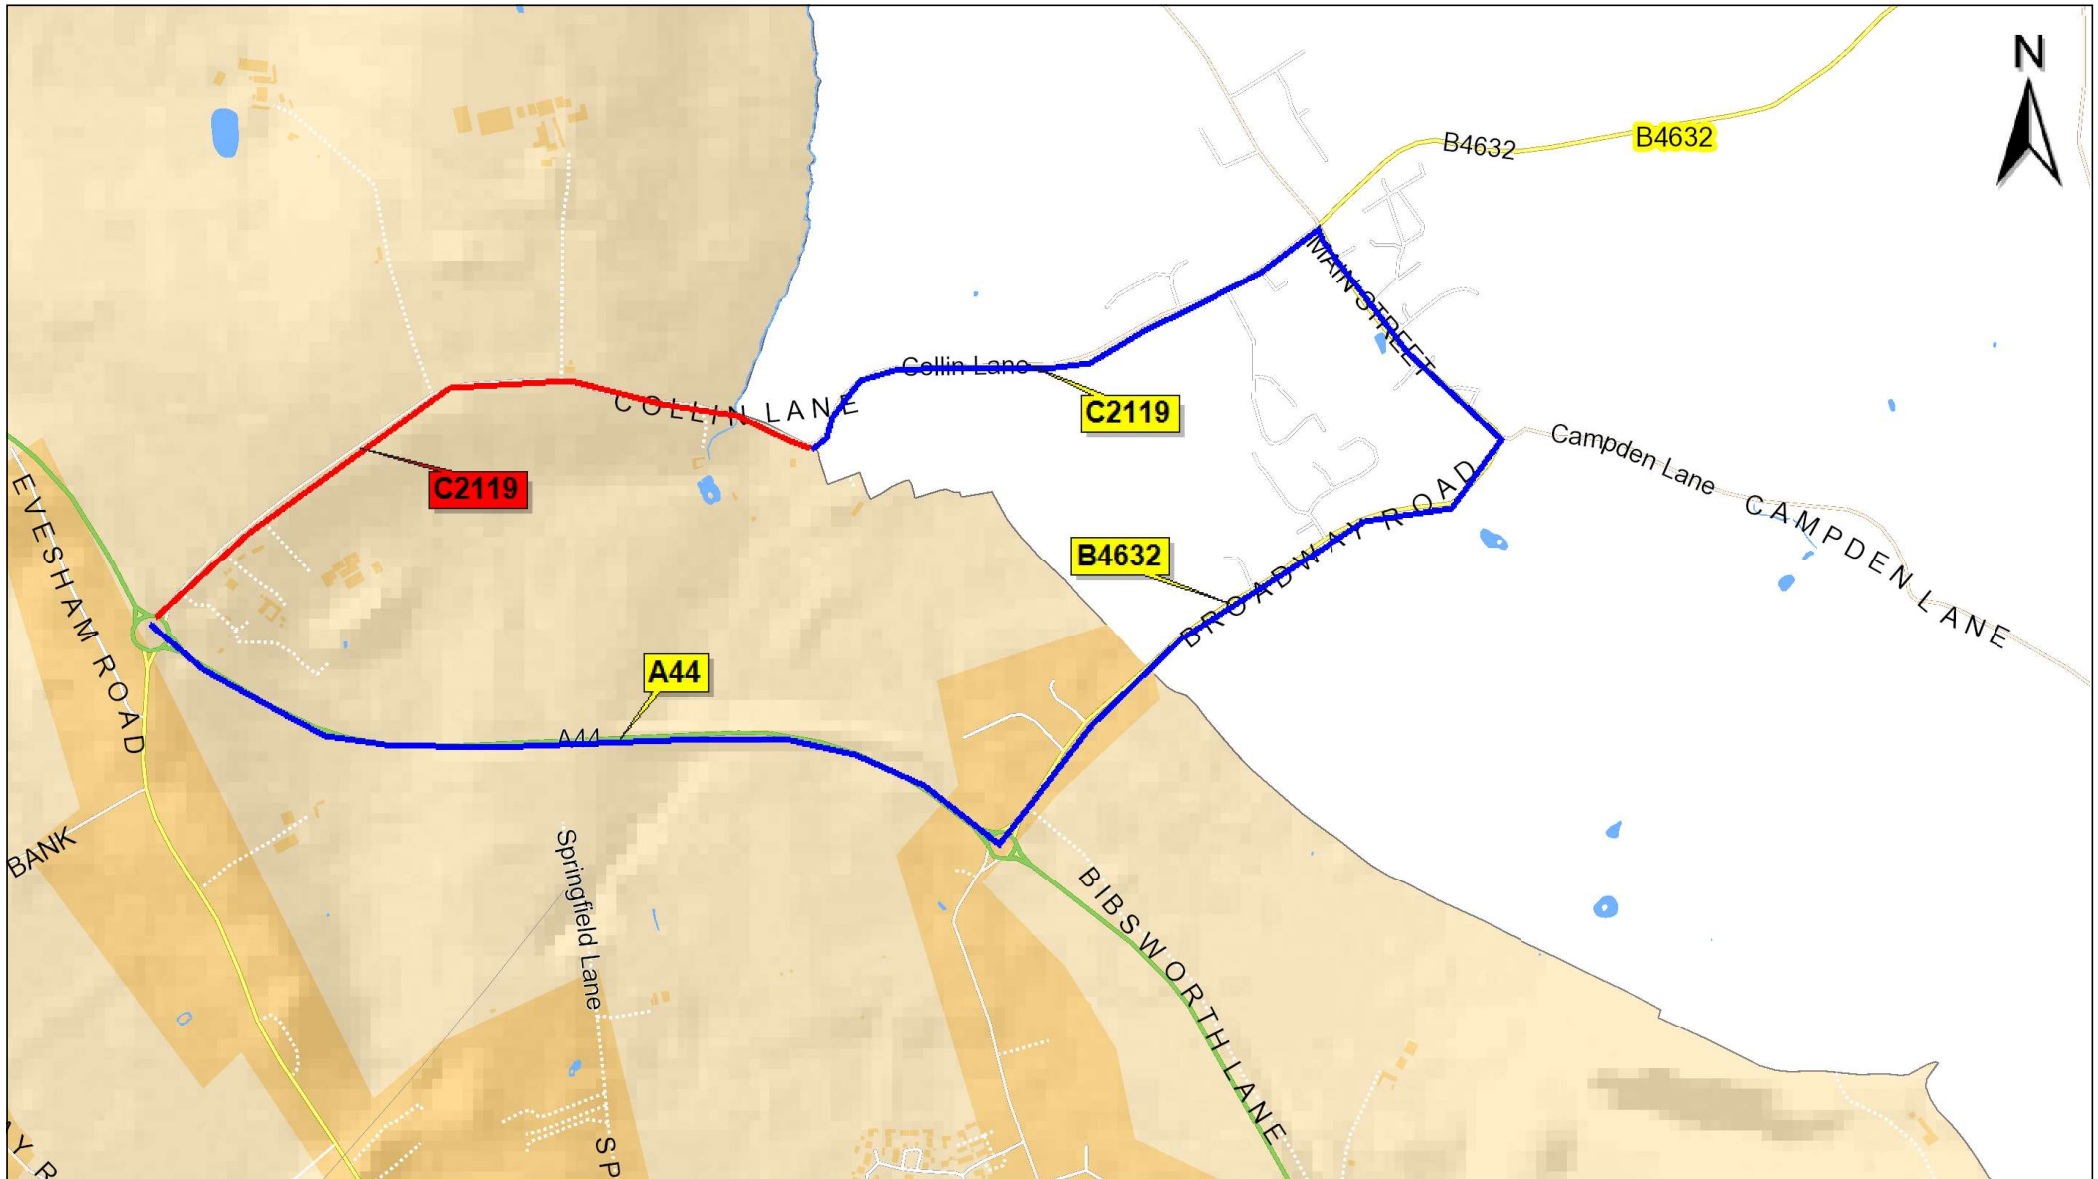 N
B4632
B4632
MAIN STREET
Collin Lane
COLLIN LANE
C2119
Campden Lane
C2119
CAMPDEN LANE
EVESHAM ROAD
BROADWAY ROAD
B4632
A44
A44
BANK
Springfield Lane
BIBSWORTH LANE
SP
Y R